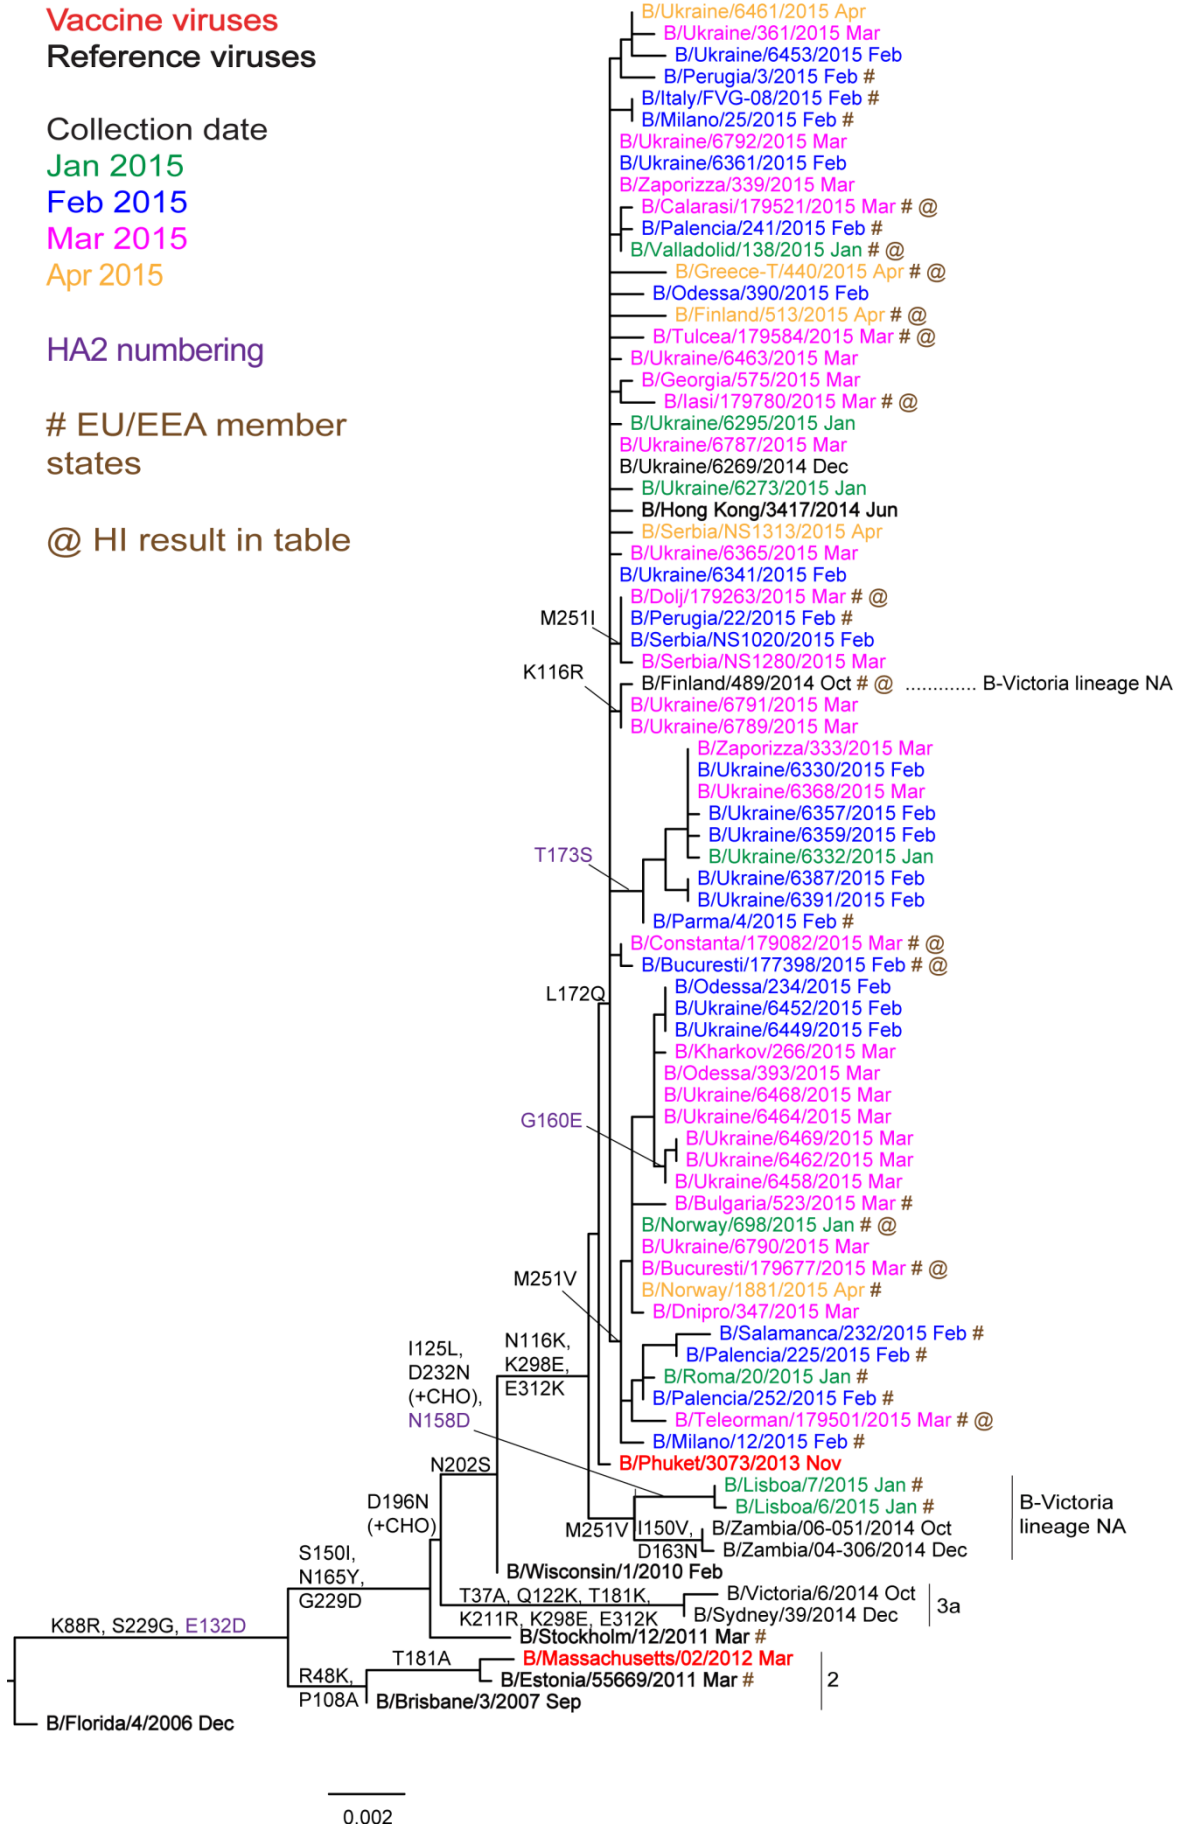 Vaccine viruses
Reference viruses
Collection date
Jan 2015
Feb 2015
Mar 2015
Apr 2015
HA2 numbering
# EU/EEA member
states
@ HI result in table
B/Ukraine/6461/2015 Apr
B/Ukraine/361/2015 Mar
B/Ukraine/6453/2015 Feb
B/Perugia/3/2015 Feb #
B/Italy/FVG-08/2015 Feb #
B/Milano/25/2015 Feb #
B/Ukraine/6792/2015 Mar
B/Ukraine/6361/2015 Feb
B/Zaporizza/339/2015 Mar
B/Calarasi/179521/2015 Mar # @
B/Palencia/241/2015 Feb #
B/Valladolid/138/2015 Jan # @
B/Greece-T/440/2015 Apr # @
B/Odessa/390/2015 Feb
B/Finland/513/2015 Apr # @
B/Tulcea/179584/2015 Mar # @
B/Ukraine/6463/2015 Mar
B/Georgia/575/2015 Mar
B/Iasi/179780/2015 Mar # @
B/Ukraine/6295/2015 Jan
B/Ukraine/6787/2015 Mar
B/Ukraine/6269/2014 Dec
B/Ukraine/6273/2015 Jan
B/Hong Kong/3417/2014 Jun
B/Serbia/NS1313/2015 Apr
B/Ukraine/6365/2015 Mar
B/Ukraine/6341/2015 Feb
B/Dolj/179263/2015 Mar # @
M251I
B/Perugia/22/2015 Feb #
B/Serbia/NS1020/2015 Feb
B/Serbia/NS1280/2015 Mar
K116R
B/Finland/489/2014 Oct # @ ............. B-Victoria lineage NA
B/Ukraine/6791/2015 Mar
B/Ukraine/6789/2015 Mar
B/Zaporizza/333/2015 Mar
B/Ukraine/6330/2015 Feb
B/Ukraine/6368/2015 Mar
B/Ukraine/6357/2015 Feb
B/Ukraine/6359/2015 Feb
T173S
B/Ukraine/6332/2015 Jan
B/Ukraine/6387/2015 Feb
B/Ukraine/6391/2015 Feb
B/Parma/4/2015 Feb #
B/Constanta/179082/2015 Mar # @
B/Bucuresti/177398/2015 Feb # @
L172Q
B/Odessa/234/2015 Feb
B/Ukraine/6452/2015 Feb
B/Ukraine/6449/2015 Feb
B/Kharkov/266/2015 Mar
B/Odessa/393/2015 Mar
B/Ukraine/6468/2015 Mar
B/Ukraine/6464/2015 Mar
G160E
B/Ukraine/6469/2015 Mar
B/Ukraine/6462/2015 Mar
B/Ukraine/6458/2015 Mar
B/Bulgaria/523/2015 Mar #
B/Norway/698/2015 Jan # @
B/Ukraine/6790/2015 Mar
B/Bucuresti/179677/2015 Mar # @
M251V
B/Norway/1881/2015 Apr #
B/Dnipro/347/2015 Mar
B/Salamanca/232/2015 Feb #
B/Palencia/225/2015 Feb #
B/Roma/20/2015 Jan #
B/Palencia/252/2015 Feb #
B/Teleorman/179501/2015 Mar # @
B/Milano/12/2015 Feb #
N116K,
K298E,
E312K
I125L,
D232N
(+CHO),
N158D
B/Phuket/3073/2013 Nov
N202S
B/Lisboa/7/2015 Jan #
B/Lisboa/6/2015 Jan #
B-Victoria
lineage NA
D196N
(+CHO)
M251V
I150V,
D163N
B/Zambia/06-051/2014 Oct
B/Zambia/04-306/2014 Dec
B/Wisconsin/1/2010 Feb
S150I,
N165Y,
G229D
T37A, Q122K, T181K,
K211R, K298E, E312K
B/Victoria/6/2014 Oct
B/Sydney/39/2014 Dec
3a
K88R, S229G, E132D
B/Stockholm/12/2011 Mar #
T181A
B/Massachusetts/02/2012 Mar
R48K,
P108A
B/Estonia/55669/2011 Mar #
2
B/Brisbane/3/2007 Sep
B/Florida/4/2006 Dec
0.002